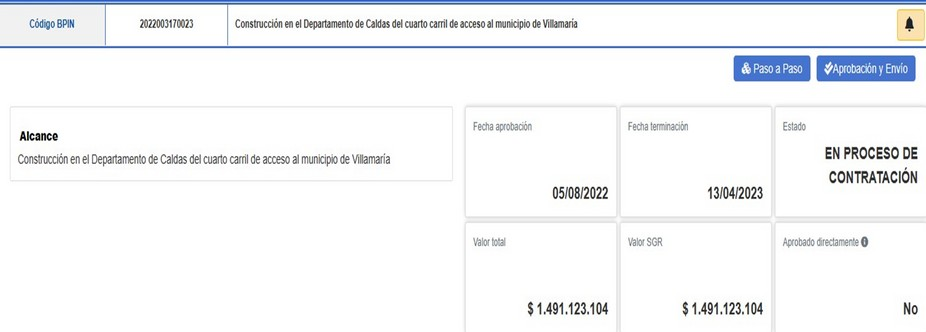 Código BPIN 2022003170023 Construcción en el Departamento de Caldas del cuarto carril de acceso al municipio de Villamaría
Paso a Paso Aprobación y Envío
Alcance
Construcción en el Departamento de Caldas del cuarto carril de acceso al municipio de Villamaría
Fecha aprobación
05/08/2022
Fecha terminación
13/04/2023
Estado
EN PROCESO DE
CONTRATACIÓN
Valor total
$ 1.491.123.104
Valor SGR
$ 1.491.123.104
Aprobado directamente
No